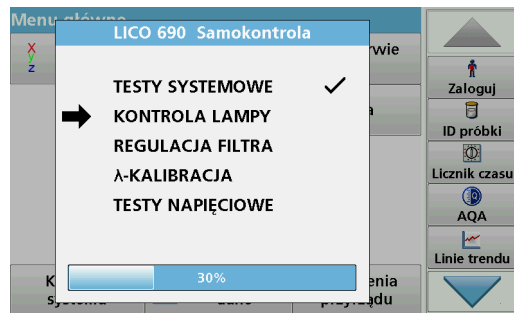 Menu główne
LICO 690 Samokontrola
X
y
z
TESTY SYSTEMOWE
KONTROLA LAMPY
REGULACJA FILTRA
λ-KALIBRACJA
TESTY NAPIĘCIOWE
30%
Zaloguj
ID próbki
Licznik czasu
AQA
Linie trendu